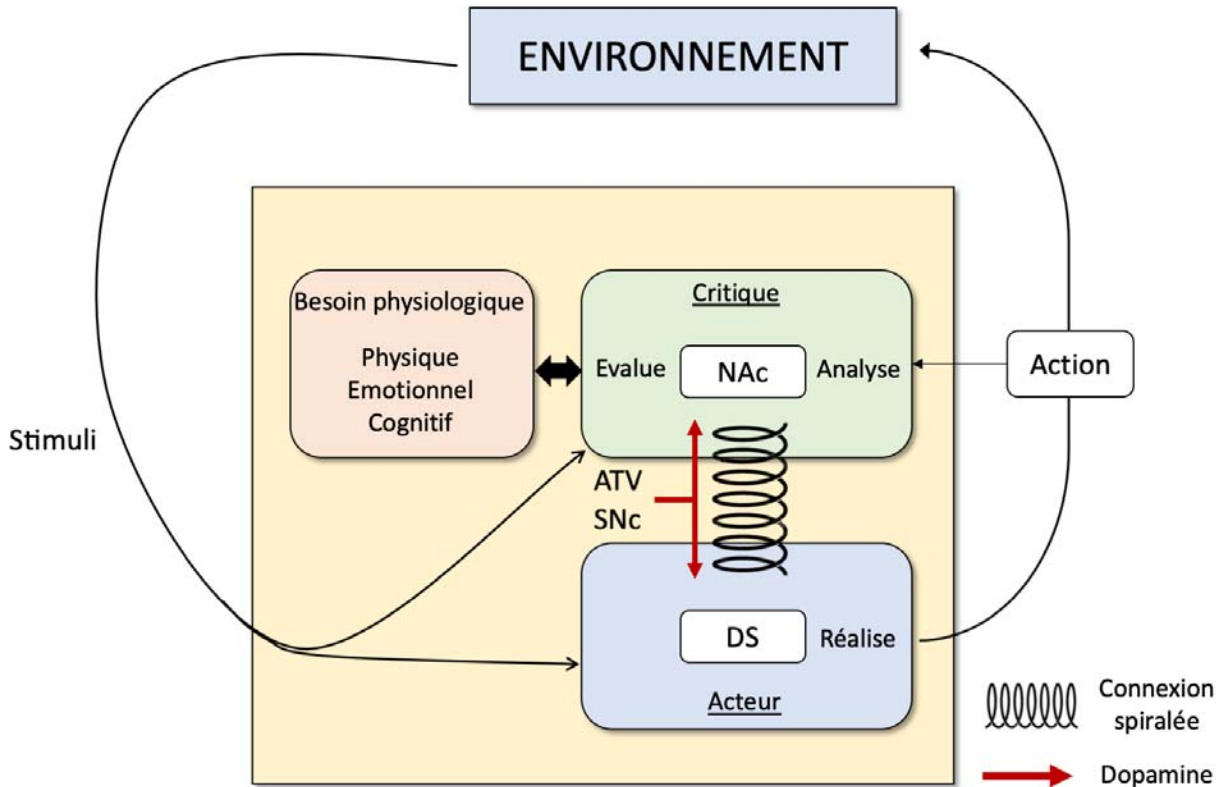 ENVIRONNEMENT
Besoin physiologique
Physique
Emotionnel
Cognitif
Critique
Evalue
NAc
Analyse
Action
Stimuli
ATV
SNc
DS
Réalise
Acteur
Connexion
spiralée
Dopamine